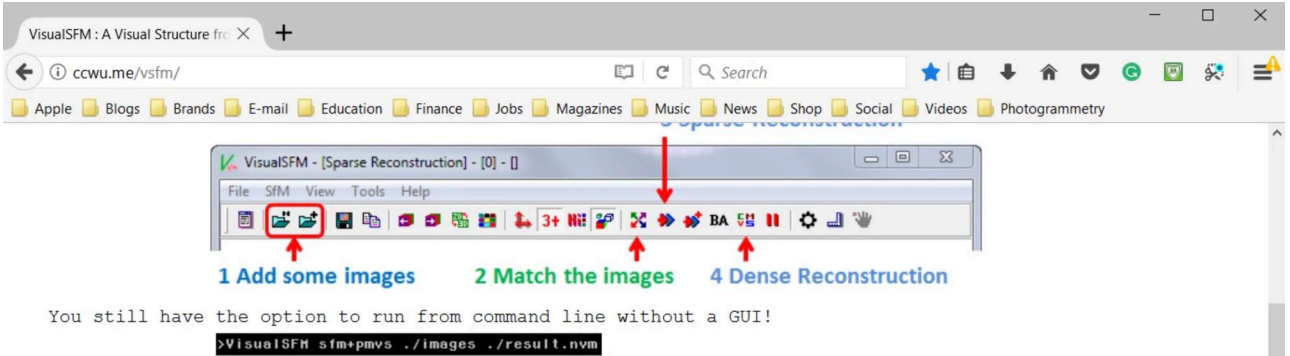 VisualSFM : A Visual Structure fro
ccwu.me/vsfm/
Search
Apple Blogs Brands E-mail Education Finance Jobs Magazines Music News Shop Social Videos Photogrammetry
3 Sparse Reconstruction
VisualSFM - [Sparse Reconstruction] - [0] - []
File SfM View Tools Help
3+ BA
1 Add some images 2 Match the images 4 Dense Reconstruction
You still have the option to run from command line without a GUI!
>VisualSFM sfm+pmvs ./images ./result.nvm